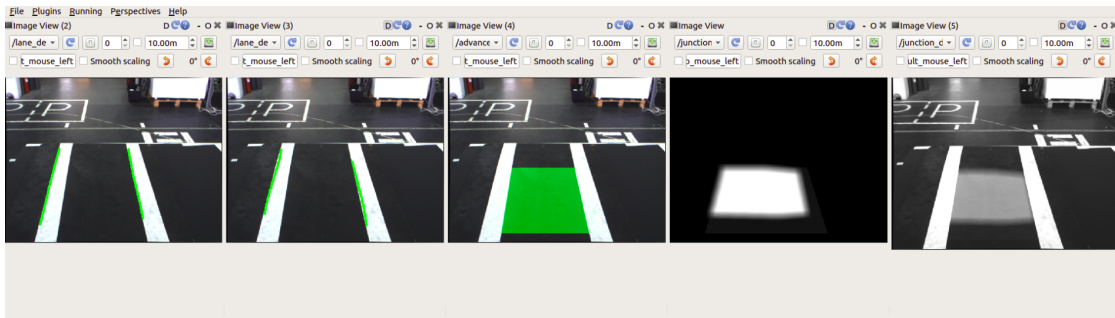 File Plugins Running Perspectives Help
Image View (2) D - O
Image View (3) D - O
Image View (4) D - O
Image View D - O
Image View (5) D - O
/lane_de 0 10.00m
/lane_de 0 10.00m
/advance 0 10.00m
/junction 0 10.00m
/junction_d 0 10.00m
t_mouse_left Smooth scaling 0°
t_mouse_left Smooth scaling 0°
t_mouse_left Smooth scaling 0°
o_mouse_left Smooth scaling 0°
ult_mouse_left Smooth scaling 0°
P
P
P
P